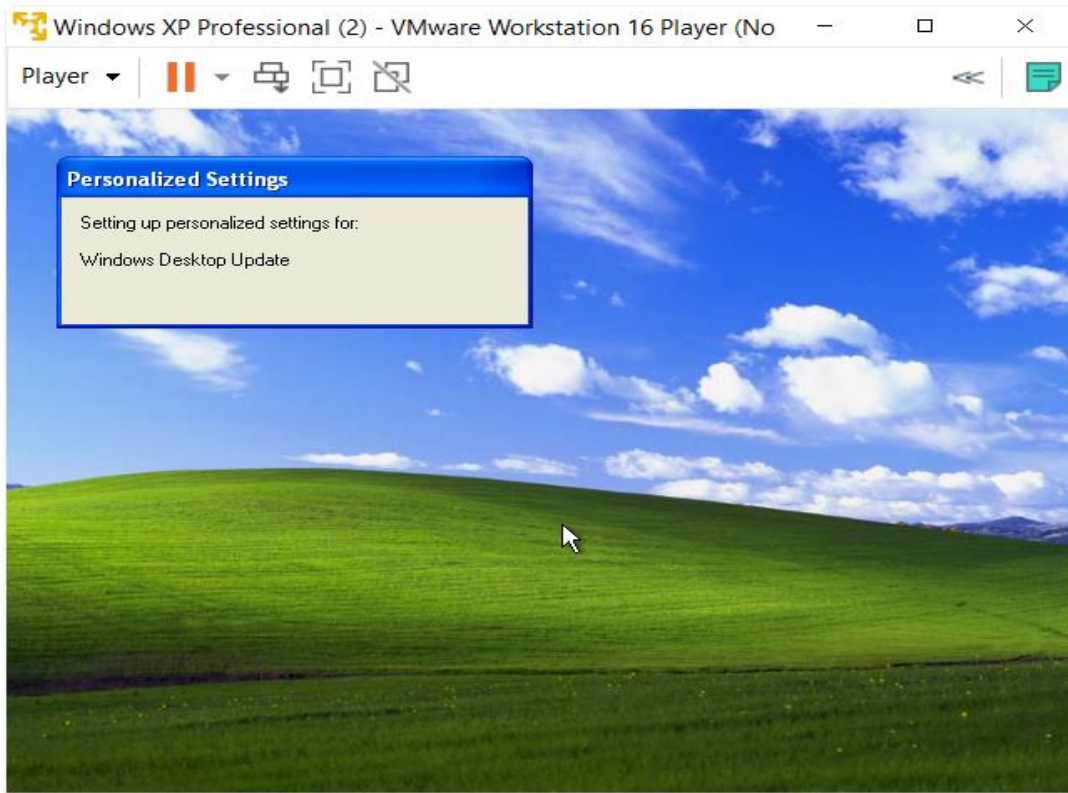 Windows XP Professional (2) - VMware Workstation 16 Player (No
Player
Personalized Settings
Setting up personalized settings for:
Windows Desktop Update